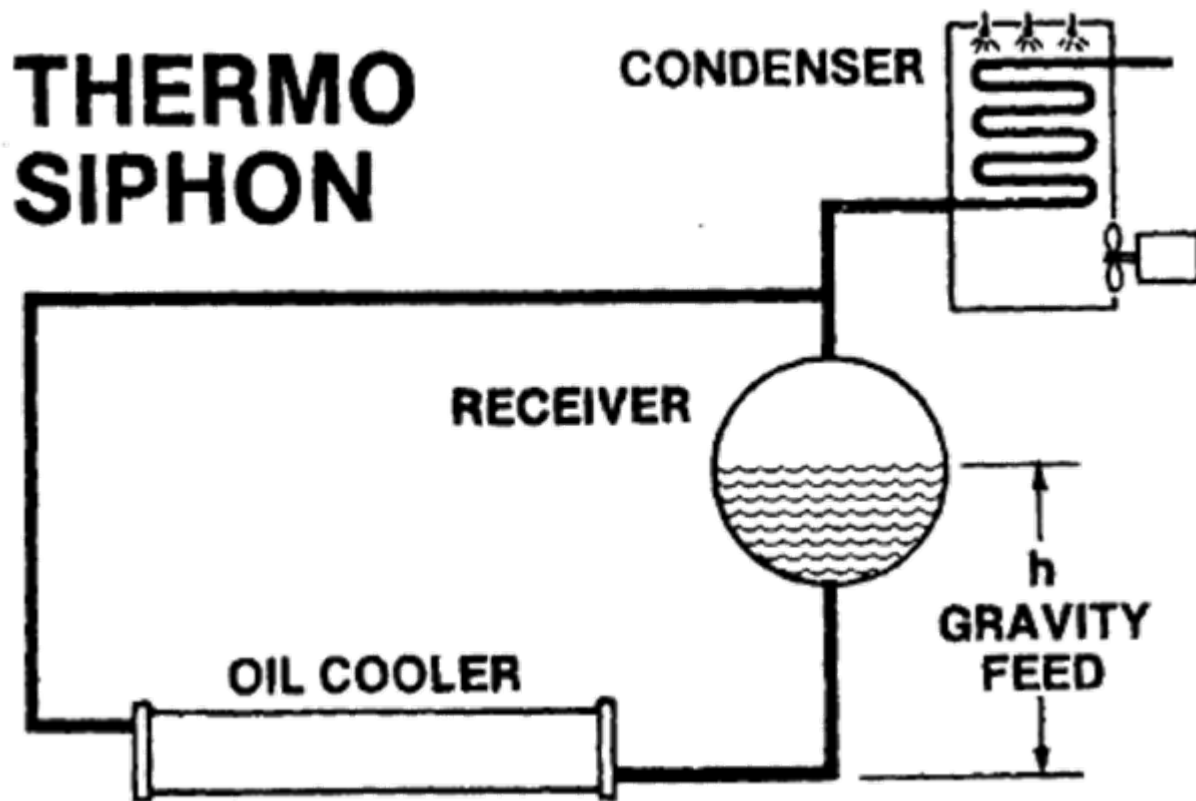 THERMO
SIPHON
CONDENSER
RECEIVER
h
GRAVITY
FEED
OIL COOLER